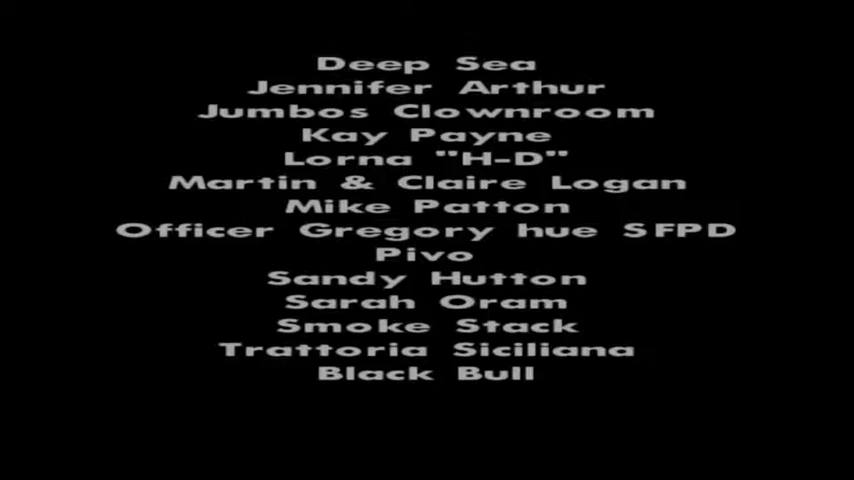 Deep Sea
Jennifer Arthur
Jumbos Clownroom
Kay Payne
Lorna "H-D"
Martin & Claire Logan
Mike Patton
Officer Gregory hue SFPD
Pivo
Sandy Hutton
Sarah Oram
Smoke Stack
Trattoria Siciliana
Black Bull